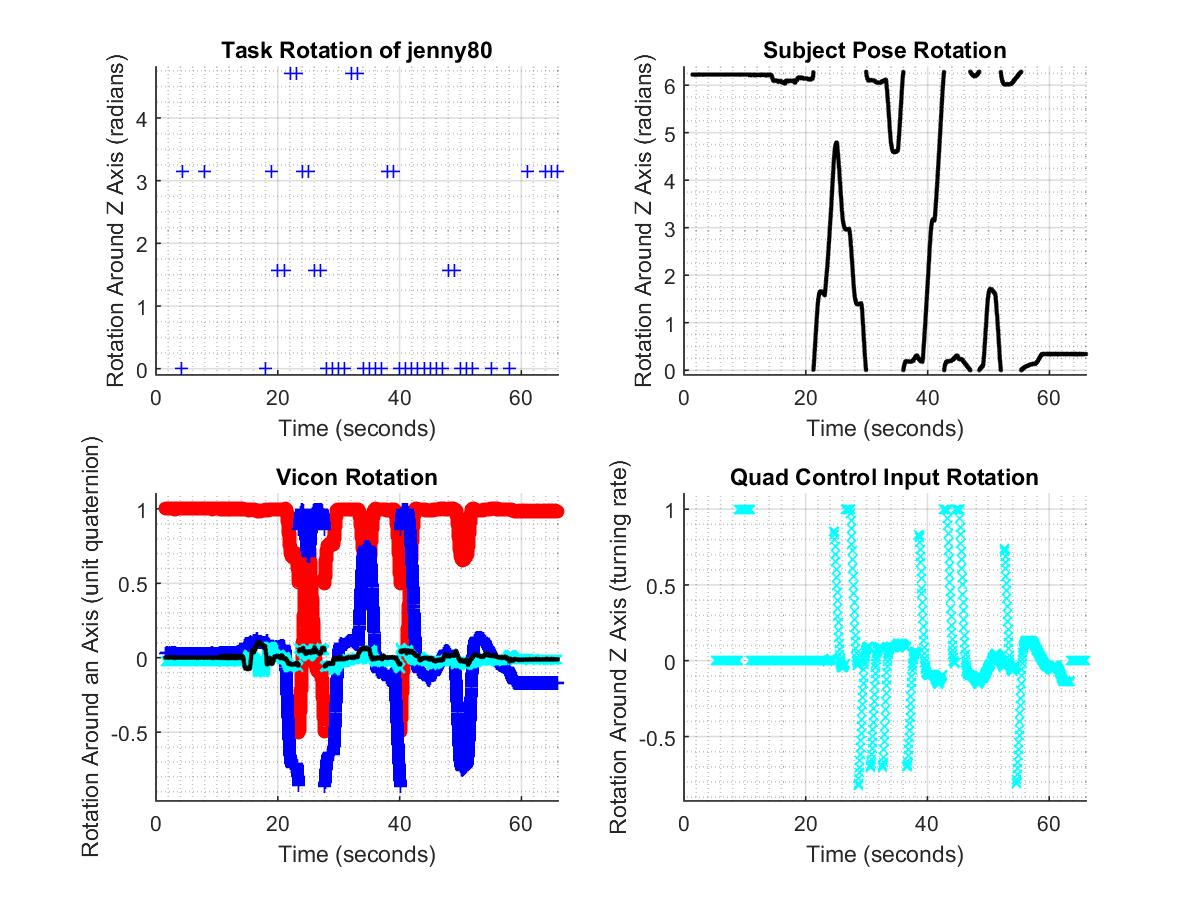 Task Rotation of jenny80
Rotation Around Z Axis (radians)
4
3
2
1
0
0 20 40 60
Time (seconds)
Subject Pose Rotation
Rotation Around Z Axis (radians)
6
5
4
3
2
1
0
0 20 40 60
Time (seconds)
Vicon Rotation
Rotation Around an Axis (unit quaternion)
1
0.5
0
-0.5
0 20 40 60
Time (seconds)
Quad Control Input Rotation
Rotation Around Z Axis (turning rate)
1
0.5
0
-0.5
0 20 40 60
Time (seconds)